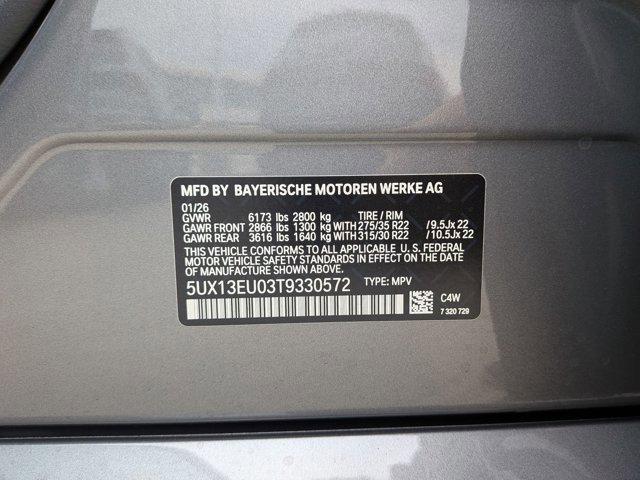 MFD BY BAYERISCHE MOTOREN WERKE AG
01/26
GVWR 6173 lbs 2800 kg TIRE / RIM
GAWR FRONT 2866 lbs 1300 kg WITH 275/35 R22 /9.5Jx 22
GAWR REAR 3616 lbs 1640 kg WITH 315/30 R22 /10.5Jx 22
THIS VEHICLE CONFORMS TO ALL APPLICABLE U. S. FEDERAL
MOTOR VEHICLE SAFETY STANDARDS IN EFFECT ON THE DATE OF
MANUFACTURE SHOWN ABOVE.
5UX13EU03T9330572 TYPE: MPV
C4W
7 320 729